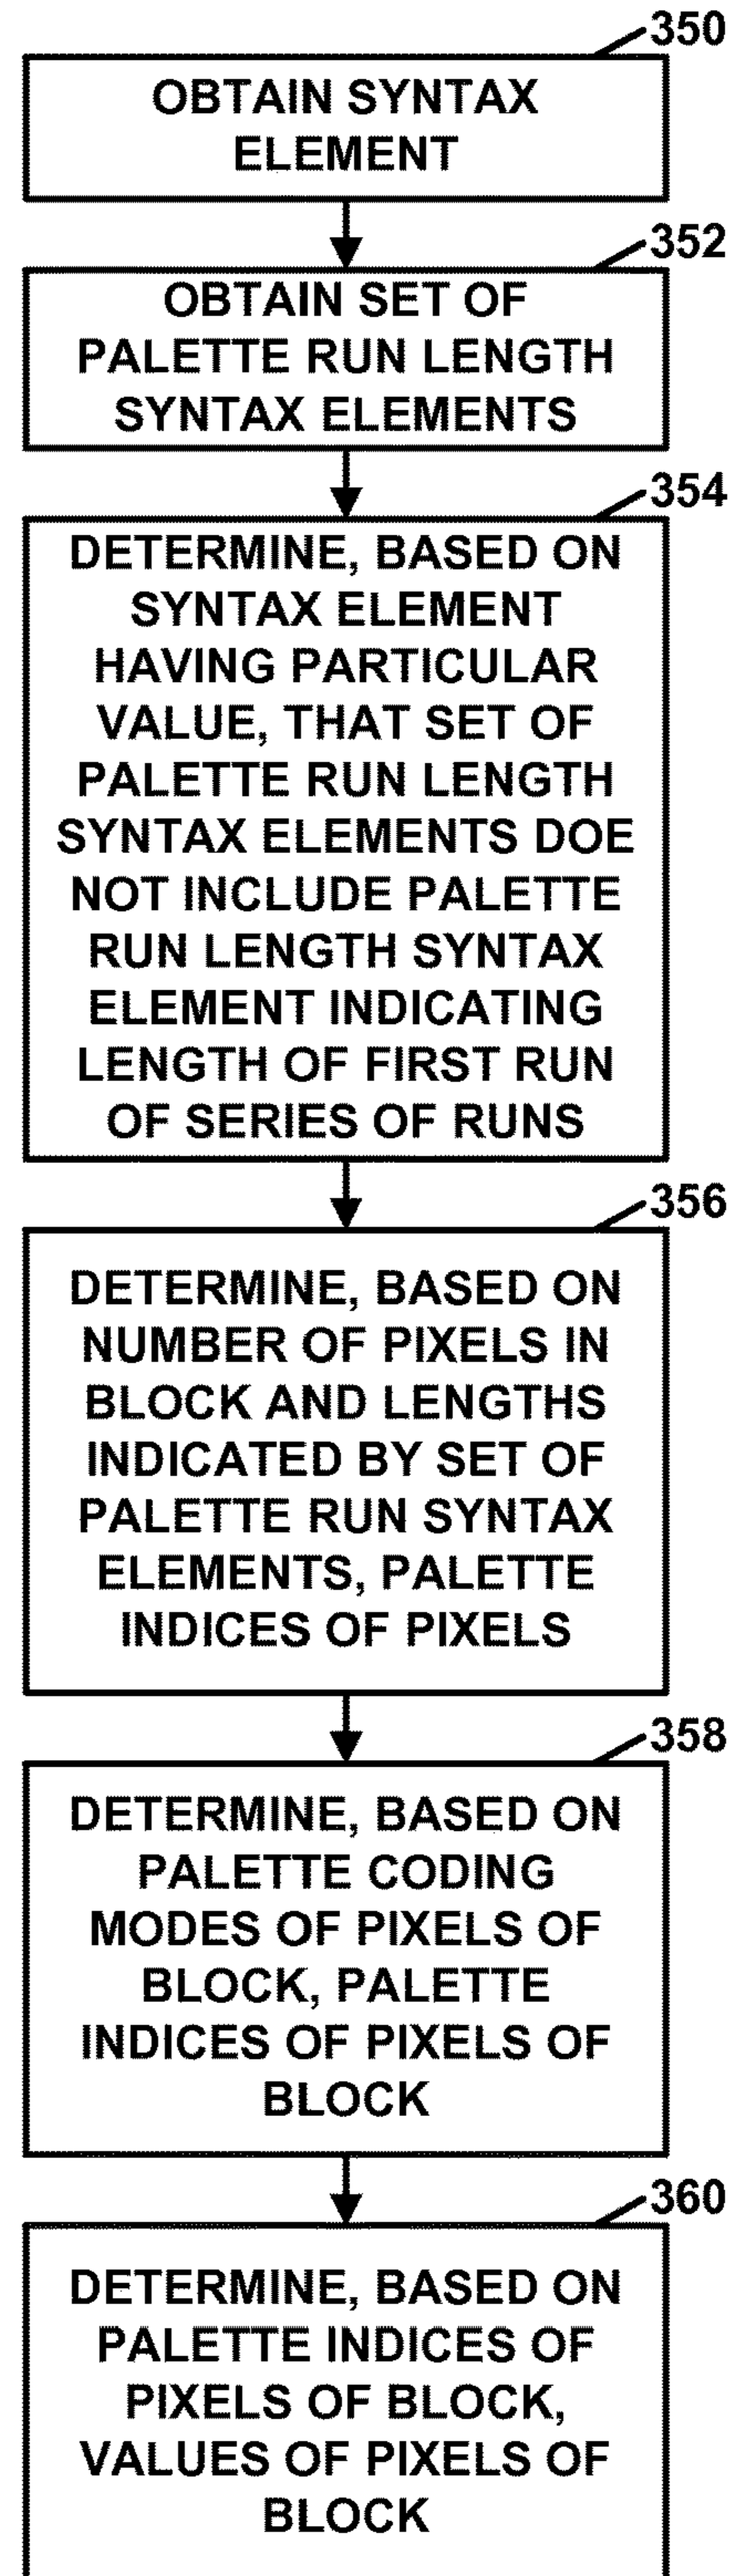 350
OBTAIN SYNTAX
ELEMENT
352
OBTAIN SET OF
PALETTE RUN LENGTH
SYNTAX ELEMENTS
354
DETERMINE, BASED ON
SYNTAX ELEMENT
HAVING PARTICULAR
VALUE, THAT SET OF
PALETTE RUN LENGTH
SYNTAX ELEMENTS DOE
NOT INCLUDE PALETTE
RUN LENGTH SYNTAX
ELEMENT INDICATING
LENGTH OF FIRST RUN
OF SERIES OF RUNS
356
DETERMINE, BASED ON
NUMBER OF PIXELS IN
BLOCK AND LENGTHS
INDICATED BY SET OF
PALETTE RUN SYNTAX
ELEMENTS, PALETTE
INDICES OF PIXELS
358
DETERMINE, BASED ON
PALETTE CODING
MODES OF PIXELS OF
BLOCK, PALETTE
INDICES OF PIXELS OF
BLOCK
360
DETERMINE, BASED ON
PALETTE INDICES OF
PIXELS OF BLOCK,
VALUES OF PIXELS OF
BLOCK